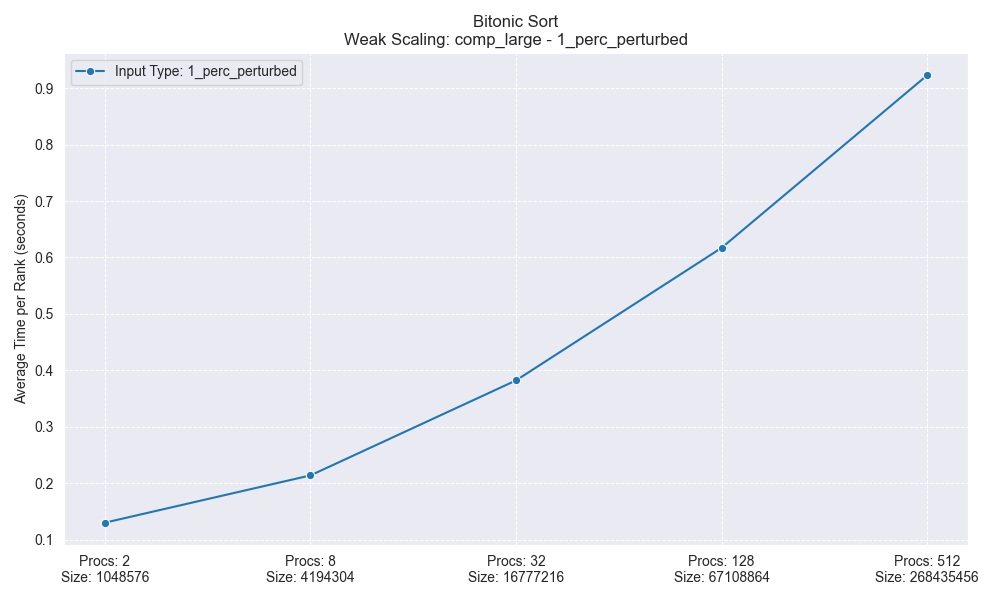 Bitonic Sort
Weak Scaling: comp_large - 1_perc_perturbed
Input Type: 1_perc_perturbed
Average Time per Rank (seconds)
0.9
0.8
0.7
0.6
0.5
0.4
0.3
0.2
0.1
Procs: 2
Size: 1048576
Procs: 8
Size: 4194304
Procs: 32
Size: 16777216
Procs: 128
Size: 67108864
Procs: 512
Size: 268435456